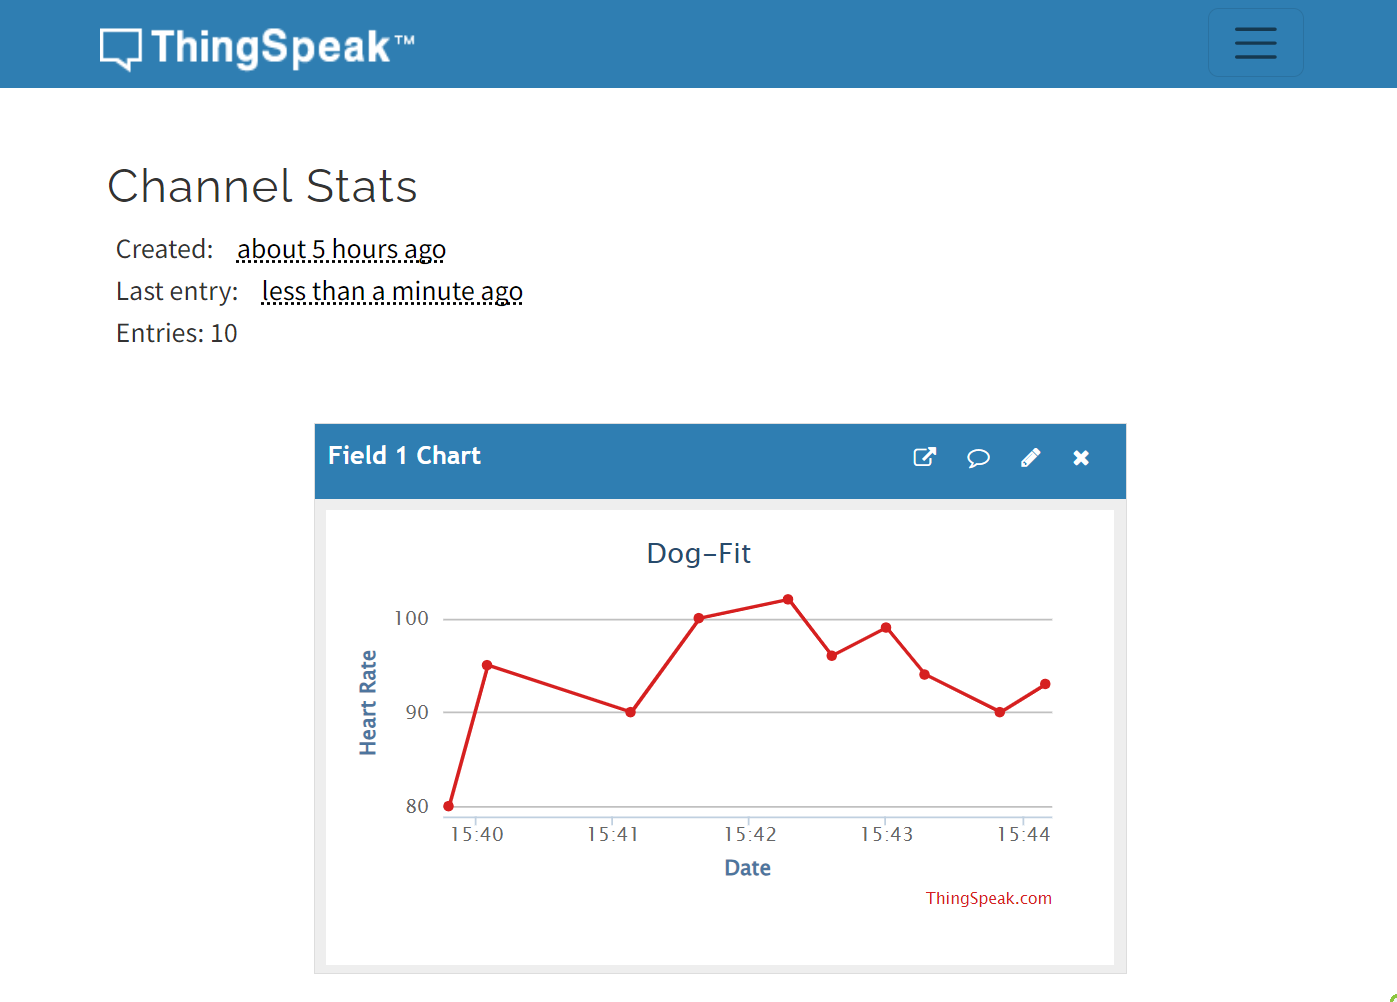 ThingSpeak™
Channel Stats
Created: about 5 hours ago
Last entry: less than a minute ago
Entries: 10
Field 1 Chart
Dog-Fit
Heart Rate
100
90
80
15:40 15:41 15:42 15:43 15:44
Date
ThingSpeak.com